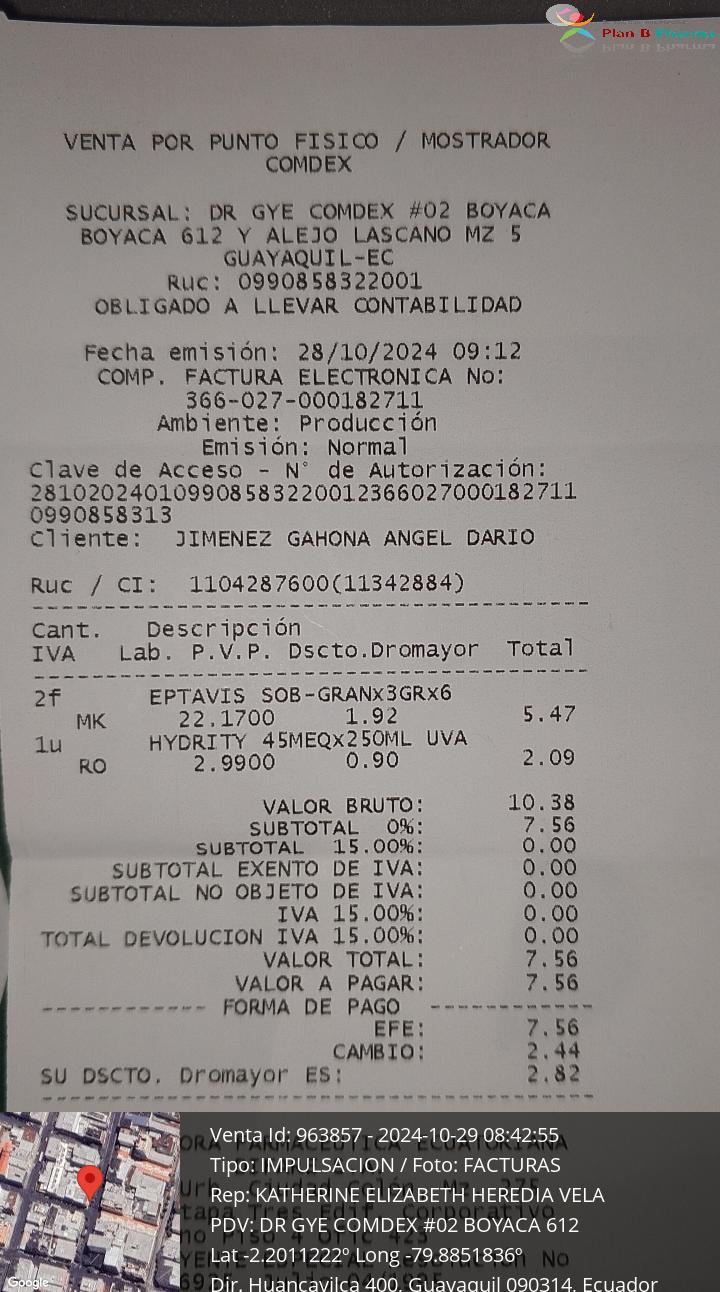 Plan B Pharma
VENTA POR PUNTO FISICO / MOSTRADOR
COMDEX
SUCURSAL: DR GYE COMDEX #02 BOYACA
BOYACA 612 Y ALEJO LASCANO MZ 5
GUAYAQUIL-EC
Ruc: 0990858322001
OBLIGADO A LLEVAR CONTABILIDAD
Fecha emisión: 28/10/2024 09:12
COMP. FACTURA ELECTRONICA No:
366-027-000182711
Ambiente: Producción
Emisión: Normal
Clave de Acceso - N° de Autorización:
281020240109908583220012366027000182711
0990858313
Cliente: JIMENEZ GAHONA ANGEL DARIO
Ruc / CI: 1104287600(11342884)
Cant. Descripción
IVA Lab. P.V.P. Dscto.Dromayor Total
2f EPTAVIS SOB-GRANx3GRx6
MK 22.1700 1.92 5.47
1u HYDRITY 45MEQx250ML UVA
RO 2.9900 0.90 2.09
VALOR BRUTO: 10.38
SUBTOTAL 0%: 7.56
SUBTOTAL 15.00%: 0.00
SUBTOTAL EXENTO DE IVA: 0.00
SUBTOTAL NO OBJETO DE IVA: 0.00
IVA 15.00%: 0.00
TOTAL DEVOLUCION IVA 15.00%: 0.00
VALOR TOTAL: 7.56
VALOR A PAGAR: 7.56
------------ FORMA DE PAGO ------------
EFE: 7.56
CAMBIO: 2.44
SU DSCTO. Dromayor ES: 2.82
Venta Id: 963857 - 2024-10-29 08:42:55
Tipo: IMPULSACION / Foto: FACTURAS
Rep: KATHERINE ELIZABETH HEREDIA VELA
PDV: DR GYE COMDEX #02 BOYACA 612
Lat -2.2011222º Long -79.8851836º
Dir. Huancavilca 400, Guayaquil 090314, Ecuador
Google